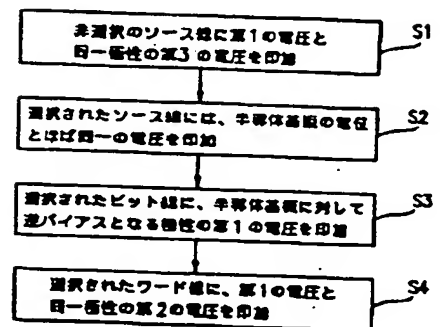 非選択のソース線に第1の電圧と
同一極性の第3の電圧を印加
S1
選択されたソース線には、半導体基板の電位
とほぼ同一の電圧を印加
S2
選択されたビット線に、半導体基板に対して
逆バイアスとなる極性の第1の電圧を印加
S3
選択されたワード線に、第1の電圧と
同一極性の第2の電圧を印加
S4